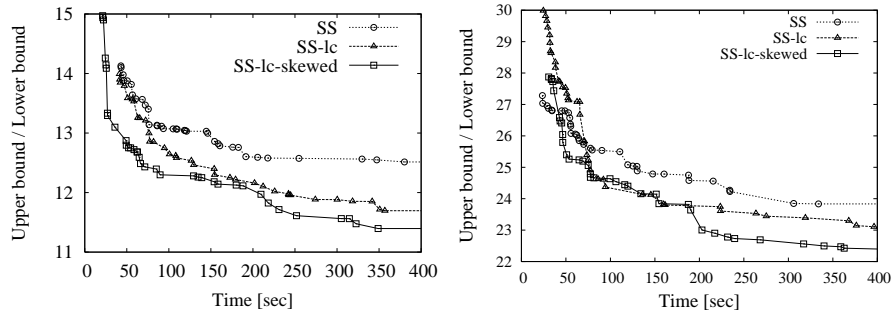 Upper bound / Lower bound
15
14
13
12
11
0 50 100 150 200 250 300 350 400
Time [sec]
SS
SS-lc
SS-lc-skewed
Upper bound / Lower bound
30
29
28
27
26
25
24
23
22
0 50 100 150 200 250 300 350 400
Time [sec]
SS
SS-lc
SS-lc-skewed